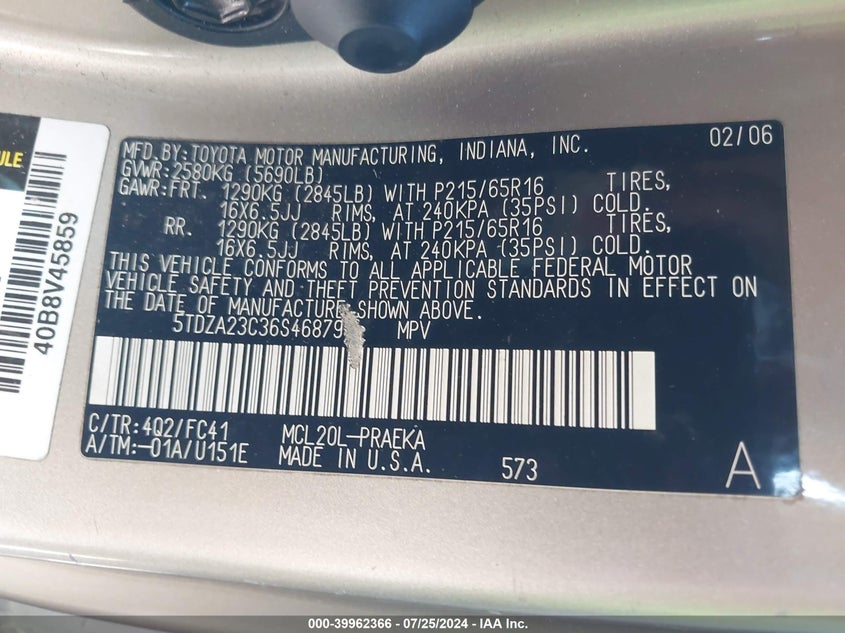 ULE
40B8V45859
02/06
MFD. BY: TOYOTA MOTOR MANUFACTURING, INDIANA, INC.
GVWR: 2580KG (5690LB)
GAWR: FRT. 1290KG (2845LB) WITH P215/65R16 TIRES,
16X6.5JJ RIMS, AT 240KPA (35PSI) COLD.
RR. 1290KG (2845LB) WITH P215/65R16 TIRES,
16X6.5JJ RIMS, AT 240KPA (35PSI) COLD.
THIS VEHICLE CONFORMS TO ALL APPLICABLE FEDERAL MOTOR
VEHICLE SAFETY AND THEFT PREVENTION STANDARDS IN EFFECT ON
THE DATE OF MANUFACTURE SHOWN ABOVE.
5TDZA23C36S46879 MPV
C/TR: 4Q2/FC41 MCL20L-PRAEKA
A/TM: -01A/U151E MADE IN U.S.A. 573 A
000-39962366 - 07/25/2024 - IAA Inc.